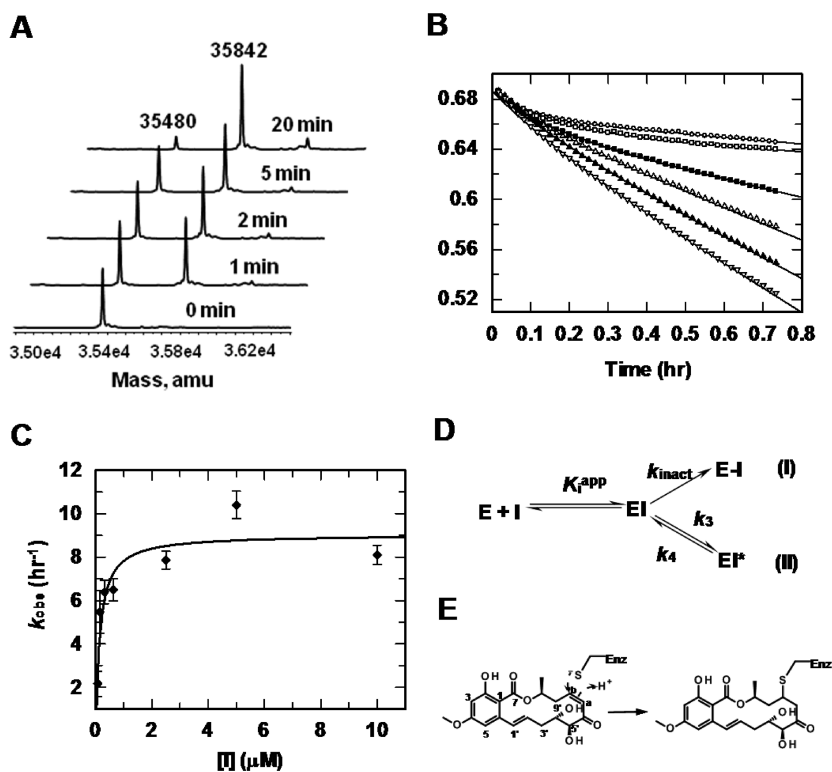 A
35842
35480
20 min
5 min
2 min
1 min
0 min
3.50e4 3.54e4 3.58e4 3.62e4
Mass, amu
B
0.68
0.64
0.6
0.56
0.52
0 0.1 0.2 0.3 0.4 0.5 0.6 0.7 0.8
Time (hr)
C
12
10
8
6
4
2
kobs (hr-1)
0 2 4 6 8 10
[I] (μM)
D
E + I
Kiapp
EI
kinact
E-I (I)
k3
k4
EI* (II)
E
Enz
S
H+
OH
O
O
b
a
3
1
7
9'
OH
O
5'
O
5
1'
3'
OH
Enz
S
OH
O
O
OH
O
O
OH